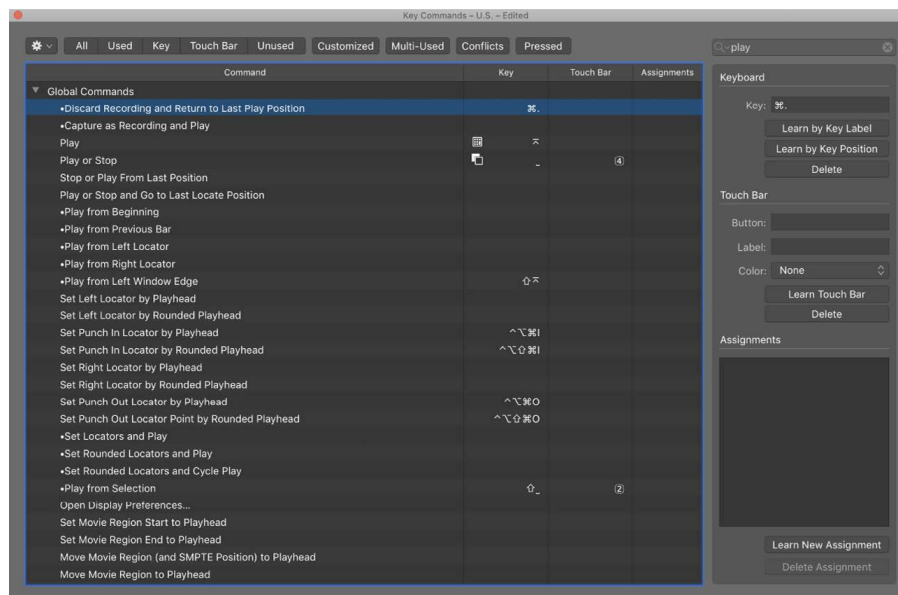 Key Commands – U.S. – Edited
All Used Key Touch Bar Unused Customized Multi-Used Conflicts Pressed
play
Command Key Touch Bar Assignments
Global Commands
•Discard Recording and Return to Last Play Position ⌘.
•Capture as Recording and Play
Play ⌅
Play or Stop _ ④
Stop or Play From Last Position
Play or Stop and Go to Last Locate Position
•Play from Beginning
•Play from Previous Bar
•Play from Left Locator
•Play from Right Locator
•Play from Left Window Edge ⇧⌅
Set Left Locator by Playhead
Set Left Locator by Rounded Playhead
Set Punch In Locator by Playhead ^⌥⌘I
Set Punch In Locator by Rounded Playhead ^⌥⇧⌘I
Set Right Locator by Playhead
Set Right Locator by Rounded Playhead
Set Punch Out Locator by Playhead ^⌥⌘O
Set Punch Out Locator Point by Rounded Playhead ^⌥⇧⌘O
•Set Locators and Play
•Set Rounded Locators and Play
•Set Rounded Locators and Cycle Play
•Play from Selection ⇧_ ②
Open Display Preferences...
Set Movie Region Start to Playhead
Set Movie Region End to Playhead
Move Movie Region (and SMPTE Position) to Playhead
Move Movie Region to Playhead
Keyboard
Key: ⌘.
Learn by Key Label
Learn by Key Position
Delete
Touch Bar
Button:
Label:
Color: None
Learn Touch Bar
Delete
Assignments
Learn New Assignment
Delete Assignment